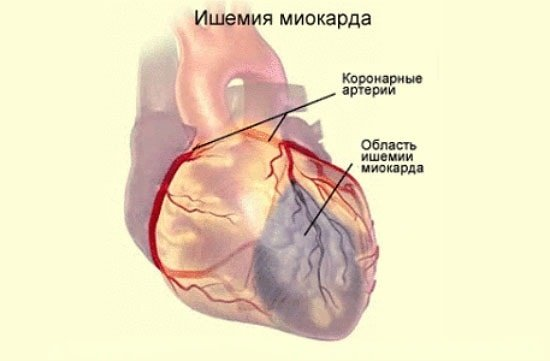 Ишемия миокарда
Коронарные
артерии
Область
ишемии
миокарда